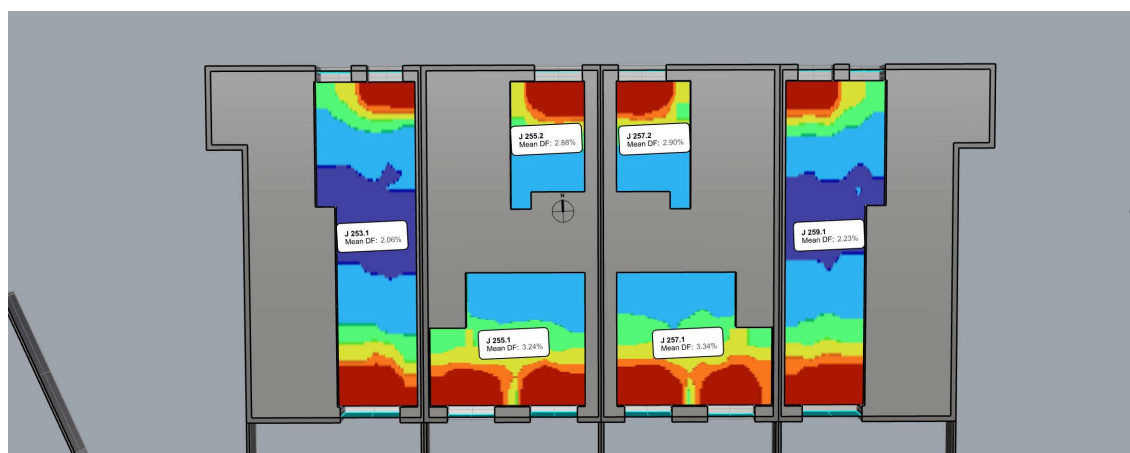 J 255.2
Mean DF: 2.88%
J 257.2
Mean DF: 2.90%
N
J 253.1
Mean DF: 2.06%
J 259.1
Mean DF: 2.23%
J 255.1
Mean DF: 3.24%
J 257.1
Mean DF: 3.34%